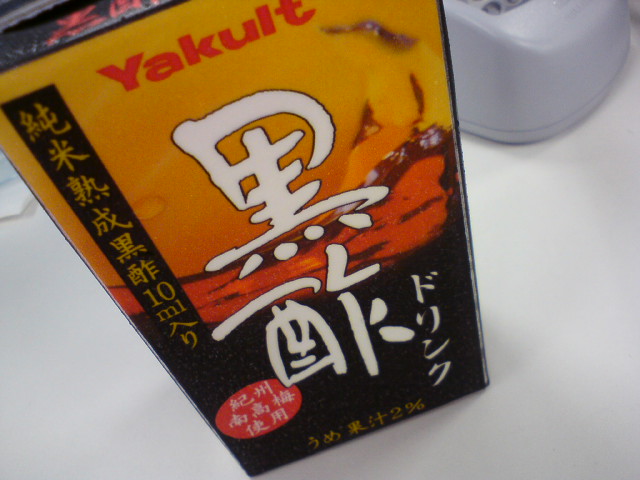 Yakult
純米熟成黒酢10ml入り
黒酢
ドリンク
紀州
南高梅
使用
うめ果汁2%